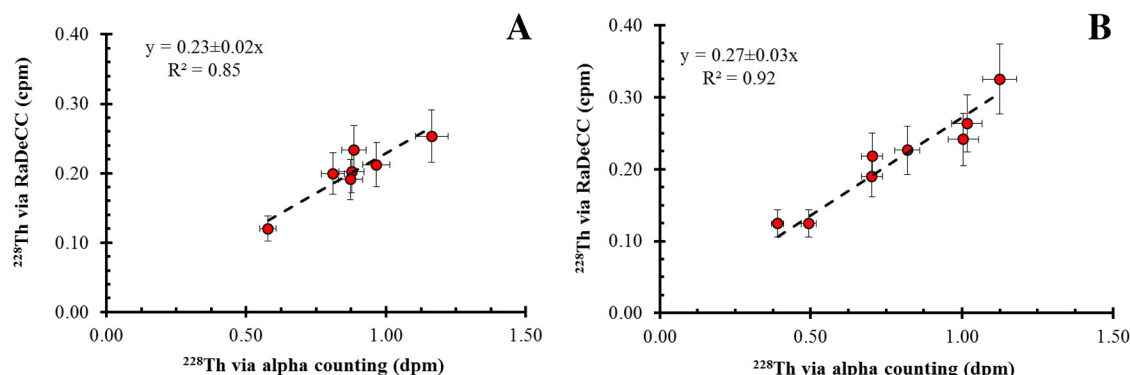 A
y = 0.23±0.02x
R² = 0.85
0.40
0.30
0.20
0.10
0.00
0.00 0.50 1.00 1.50
²²⁸Th via RaDeCC (cpm)
²²⁸Th via alpha counting (dpm)
B
y = 0.27±0.03x
R² = 0.92
0.40
0.30
0.20
0.10
0.00
0.00 0.50 1.00 1.50
²²⁸Th via RaDeCC (cpm)
²²⁸Th via alpha counting (dpm)